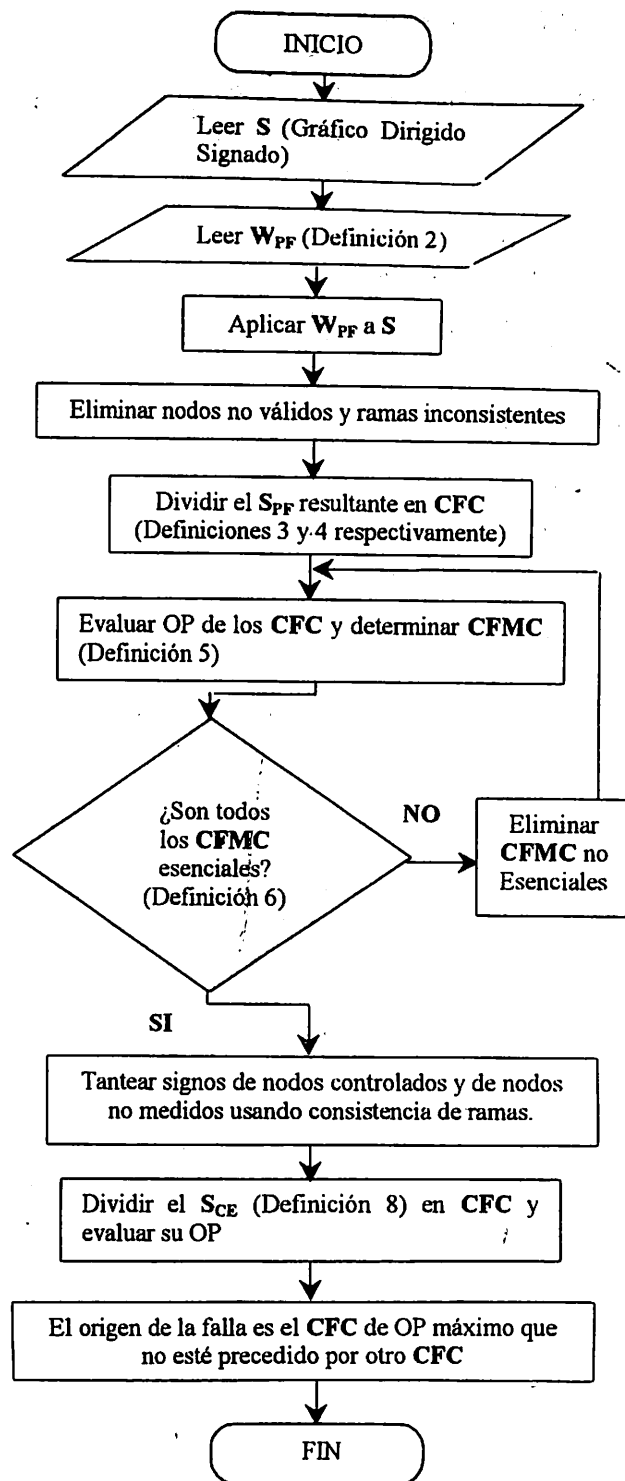 INICIO
Leer S (Gráfico Dirigido
Signado)
Leer W_PF (Definición 2)
Aplicar W_PF a S
Eliminar nodos no válidos y ramas inconsistentes
Dividir el S_PF resultante en CFC
(Definiciones 3 y 4 respectivamente)
Evaluar OP de los CFC y determinar CFMC
(Definición 5)
¿Son todos
los CFMC
esenciales?
(Definición 6)
NO
Eliminar
CFMC no
Esenciales
SI
Tantear signos de nodos controlados y de nodos
no medidos usando consistencia de ramas.
Dividir el S_CE (Definición 8) en CFC y
evaluar su OP
El origen de la falla es el CFC de OP máximo que
no esté precedido por otro CFC
FIN